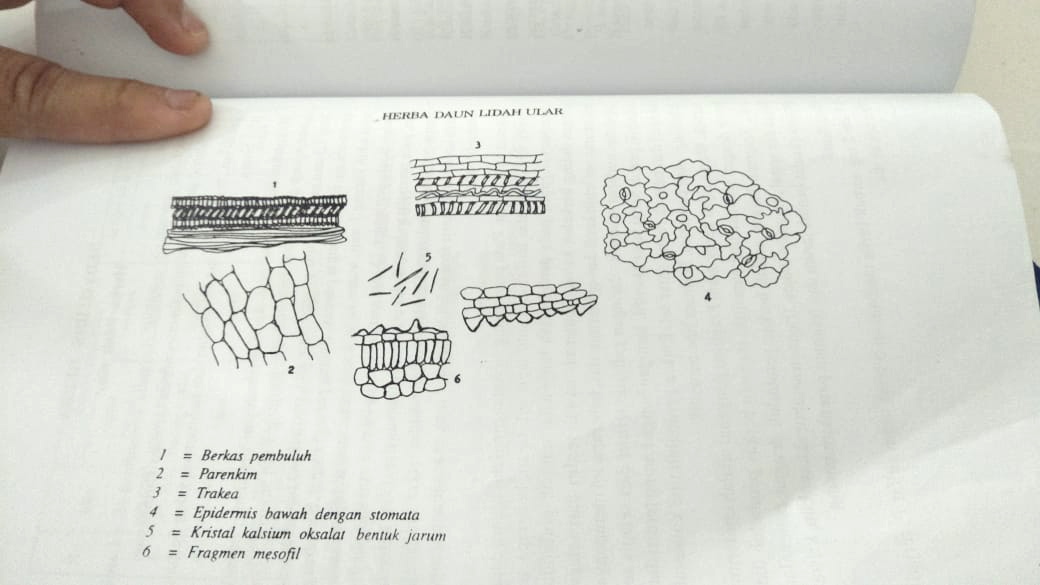 HERBA DAUN LIDAH ULAR
3
1
5
4
2
6
1 = Berkas pembuluh
2 = Parenkim
3 = Trakea
4 = Epidermis bawah dengan stomata
5 = Kristal kalsium oksalat bentuk jarum
6 = Fragmen mesofil